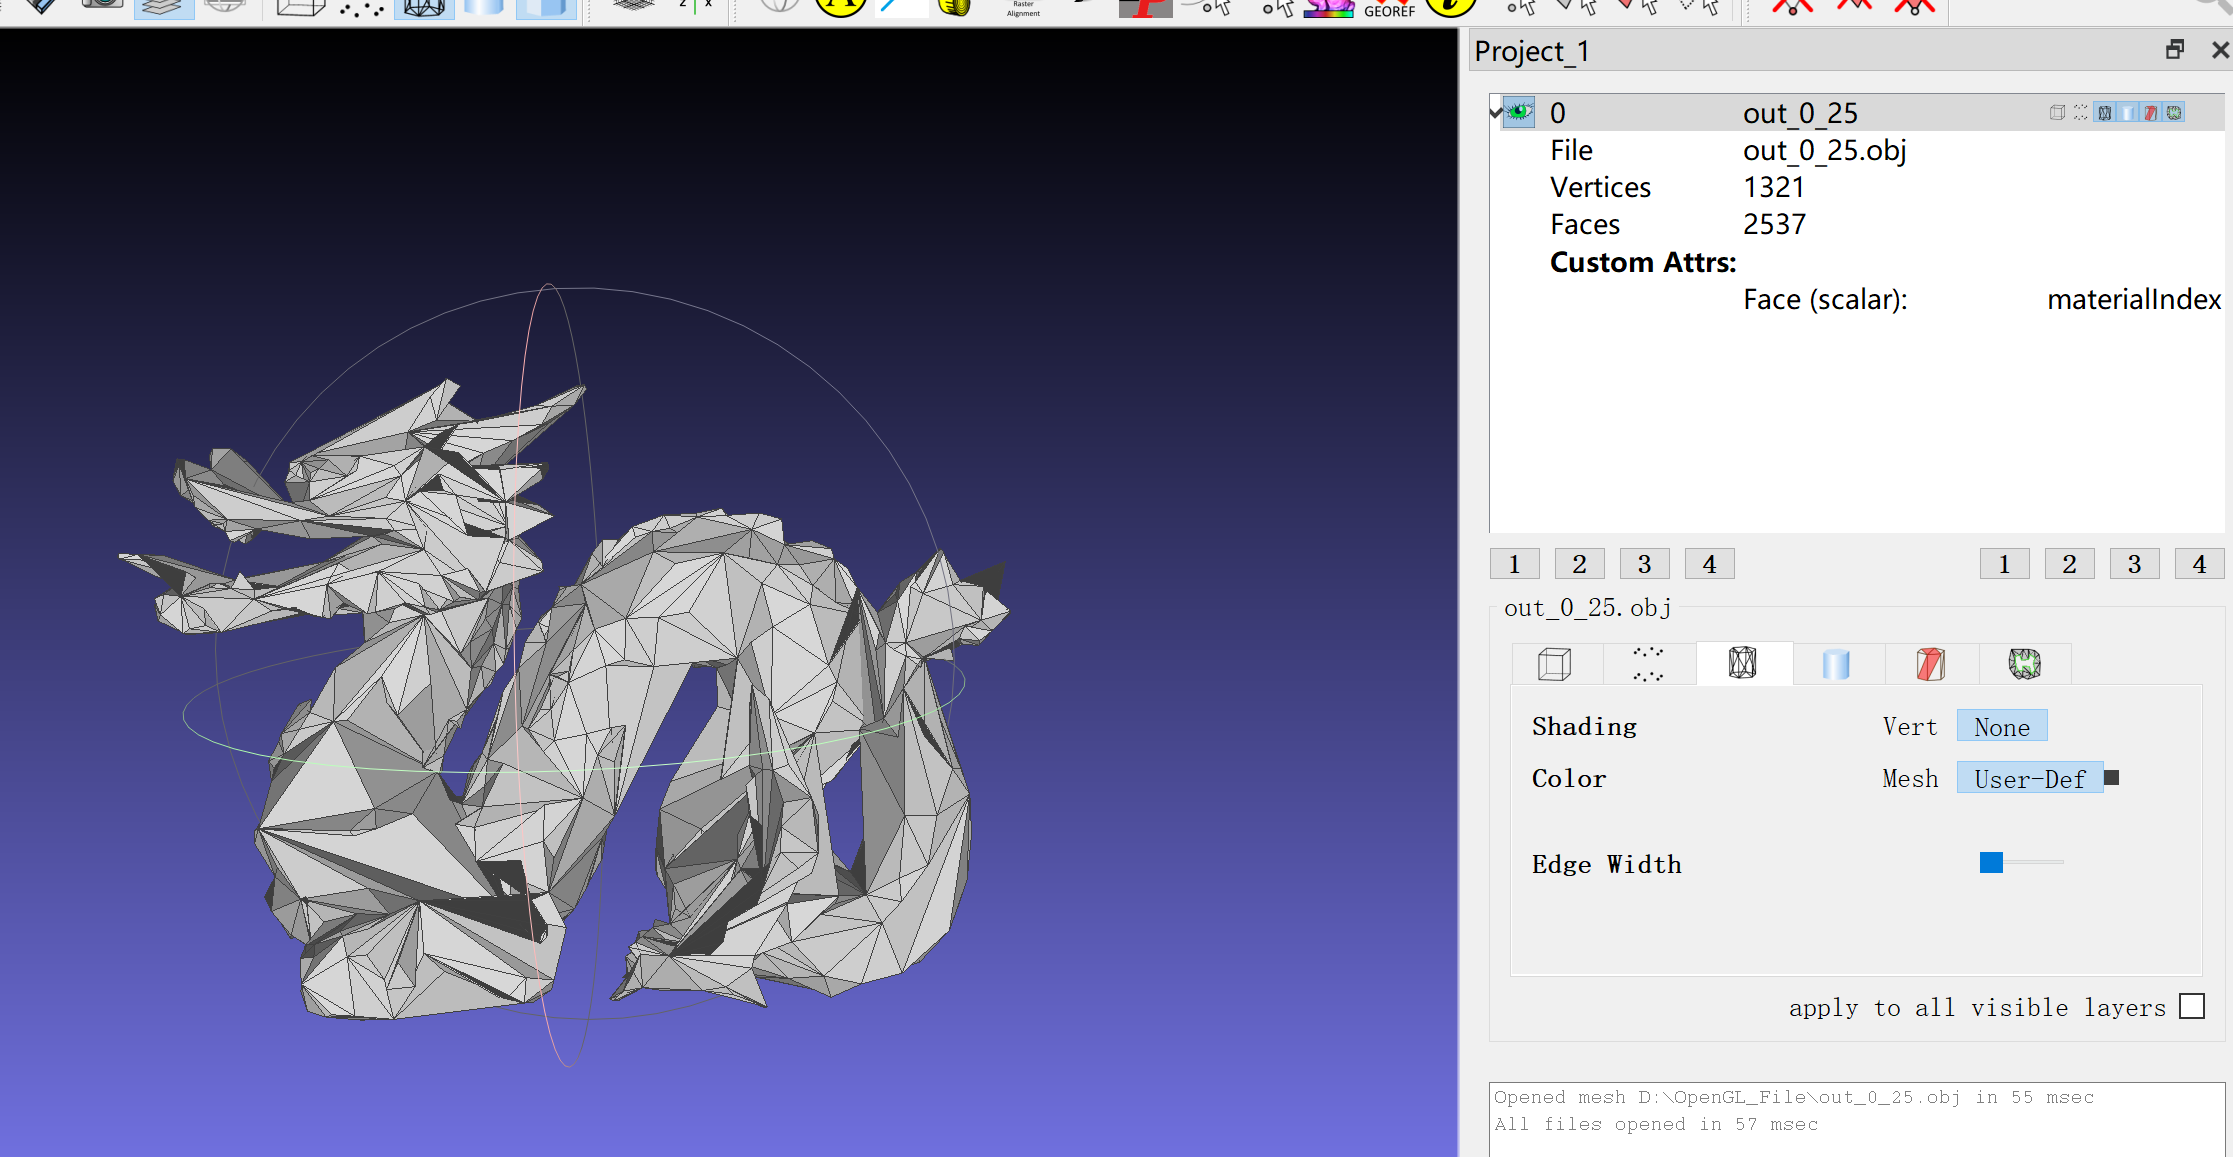 z x
A
Raster
Alignment
P
GEOREF
i
Project_1
0 out_0_25
File out_0_25.obj
Vertices 1321
Faces 2537
Custom Attrs:
Face (scalar): materialIndex
1 2 3 4 1 2 3 4
out_0_25.obj
Shading Vert None
Color Mesh User-Def
Edge Width
apply to all visible layers
Opened mesh D:\OpenGL_File\out_0_25.obj in 55 msec
All files opened in 57 msec